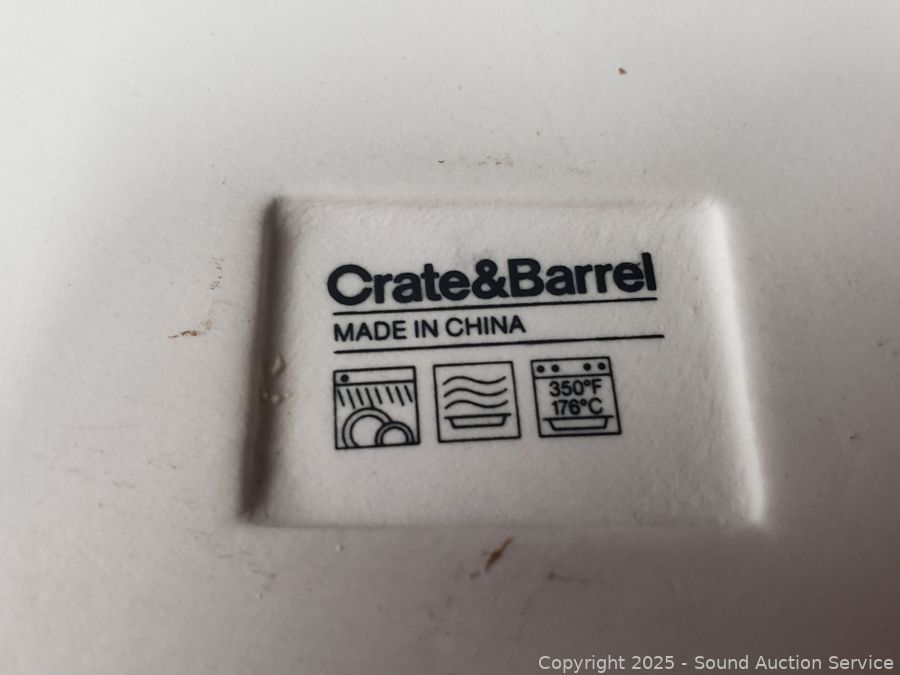 Crate&Barrel
MADE IN CHINA
350°F
176°C
Copyright 2025 - Sound Auction Service